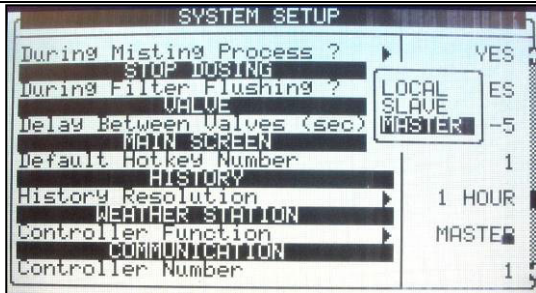 SYSTEM SETUP
During Misting Process ? YES
STOP DOSING
During Filter Flushing ? ES
VALVE
Delay Between Valves (sec) -5
MAIN SCREEN
Default Hotkey Number 1
HISTORY
History Resolution 1 HOUR
WEATHER STATION
Controller Function MASTER
COMMUNICATION
Controller Number 1
LOCAL
SLAVE
MASTER